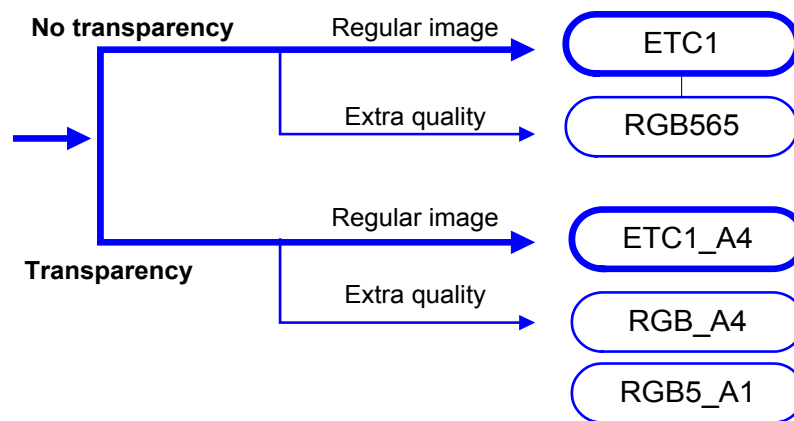 No transparency
Regular image
ETC1
Extra quality
RGB565
Regular image
ETC1_A4
Transparency
Extra quality
RGB_A4
RGB5_A1